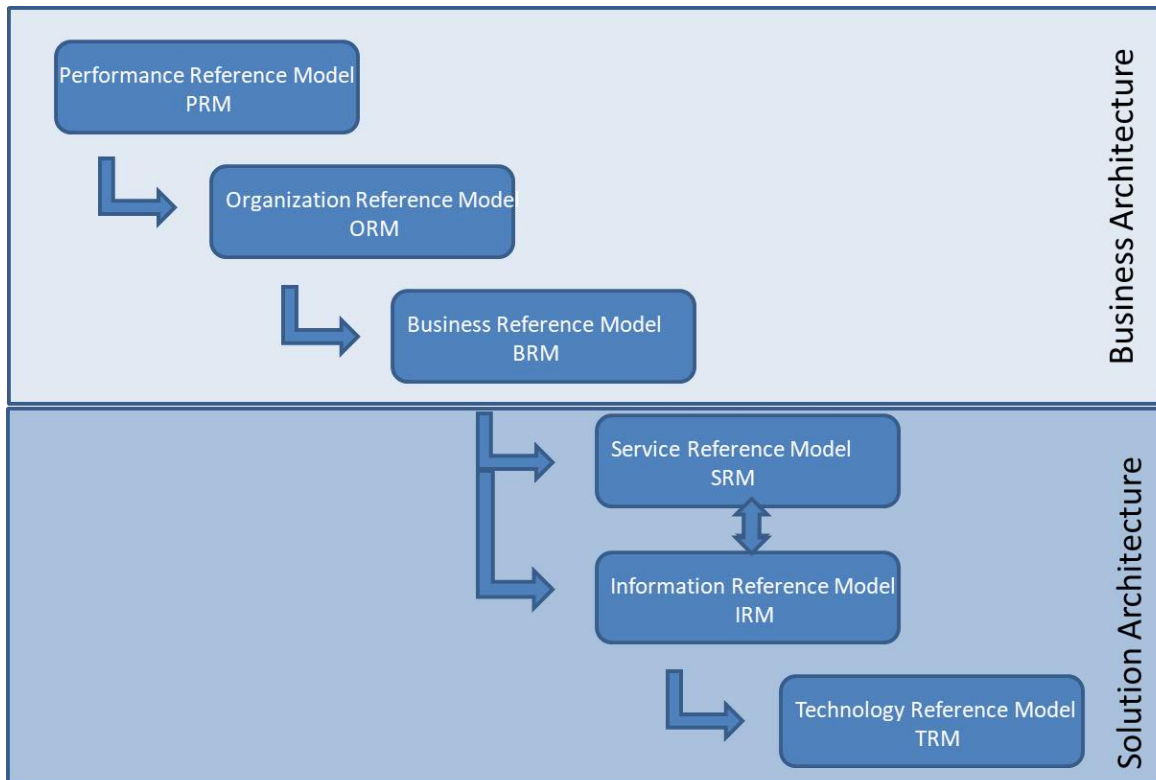 Performance Reference Model
PRM
Organization Reference Model
ORM
Business Reference Model
BRM
Business Architecture
Service Reference Model
SRM
Information Reference Model
IRM
Technology Reference Model
TRM
Solution Architecture